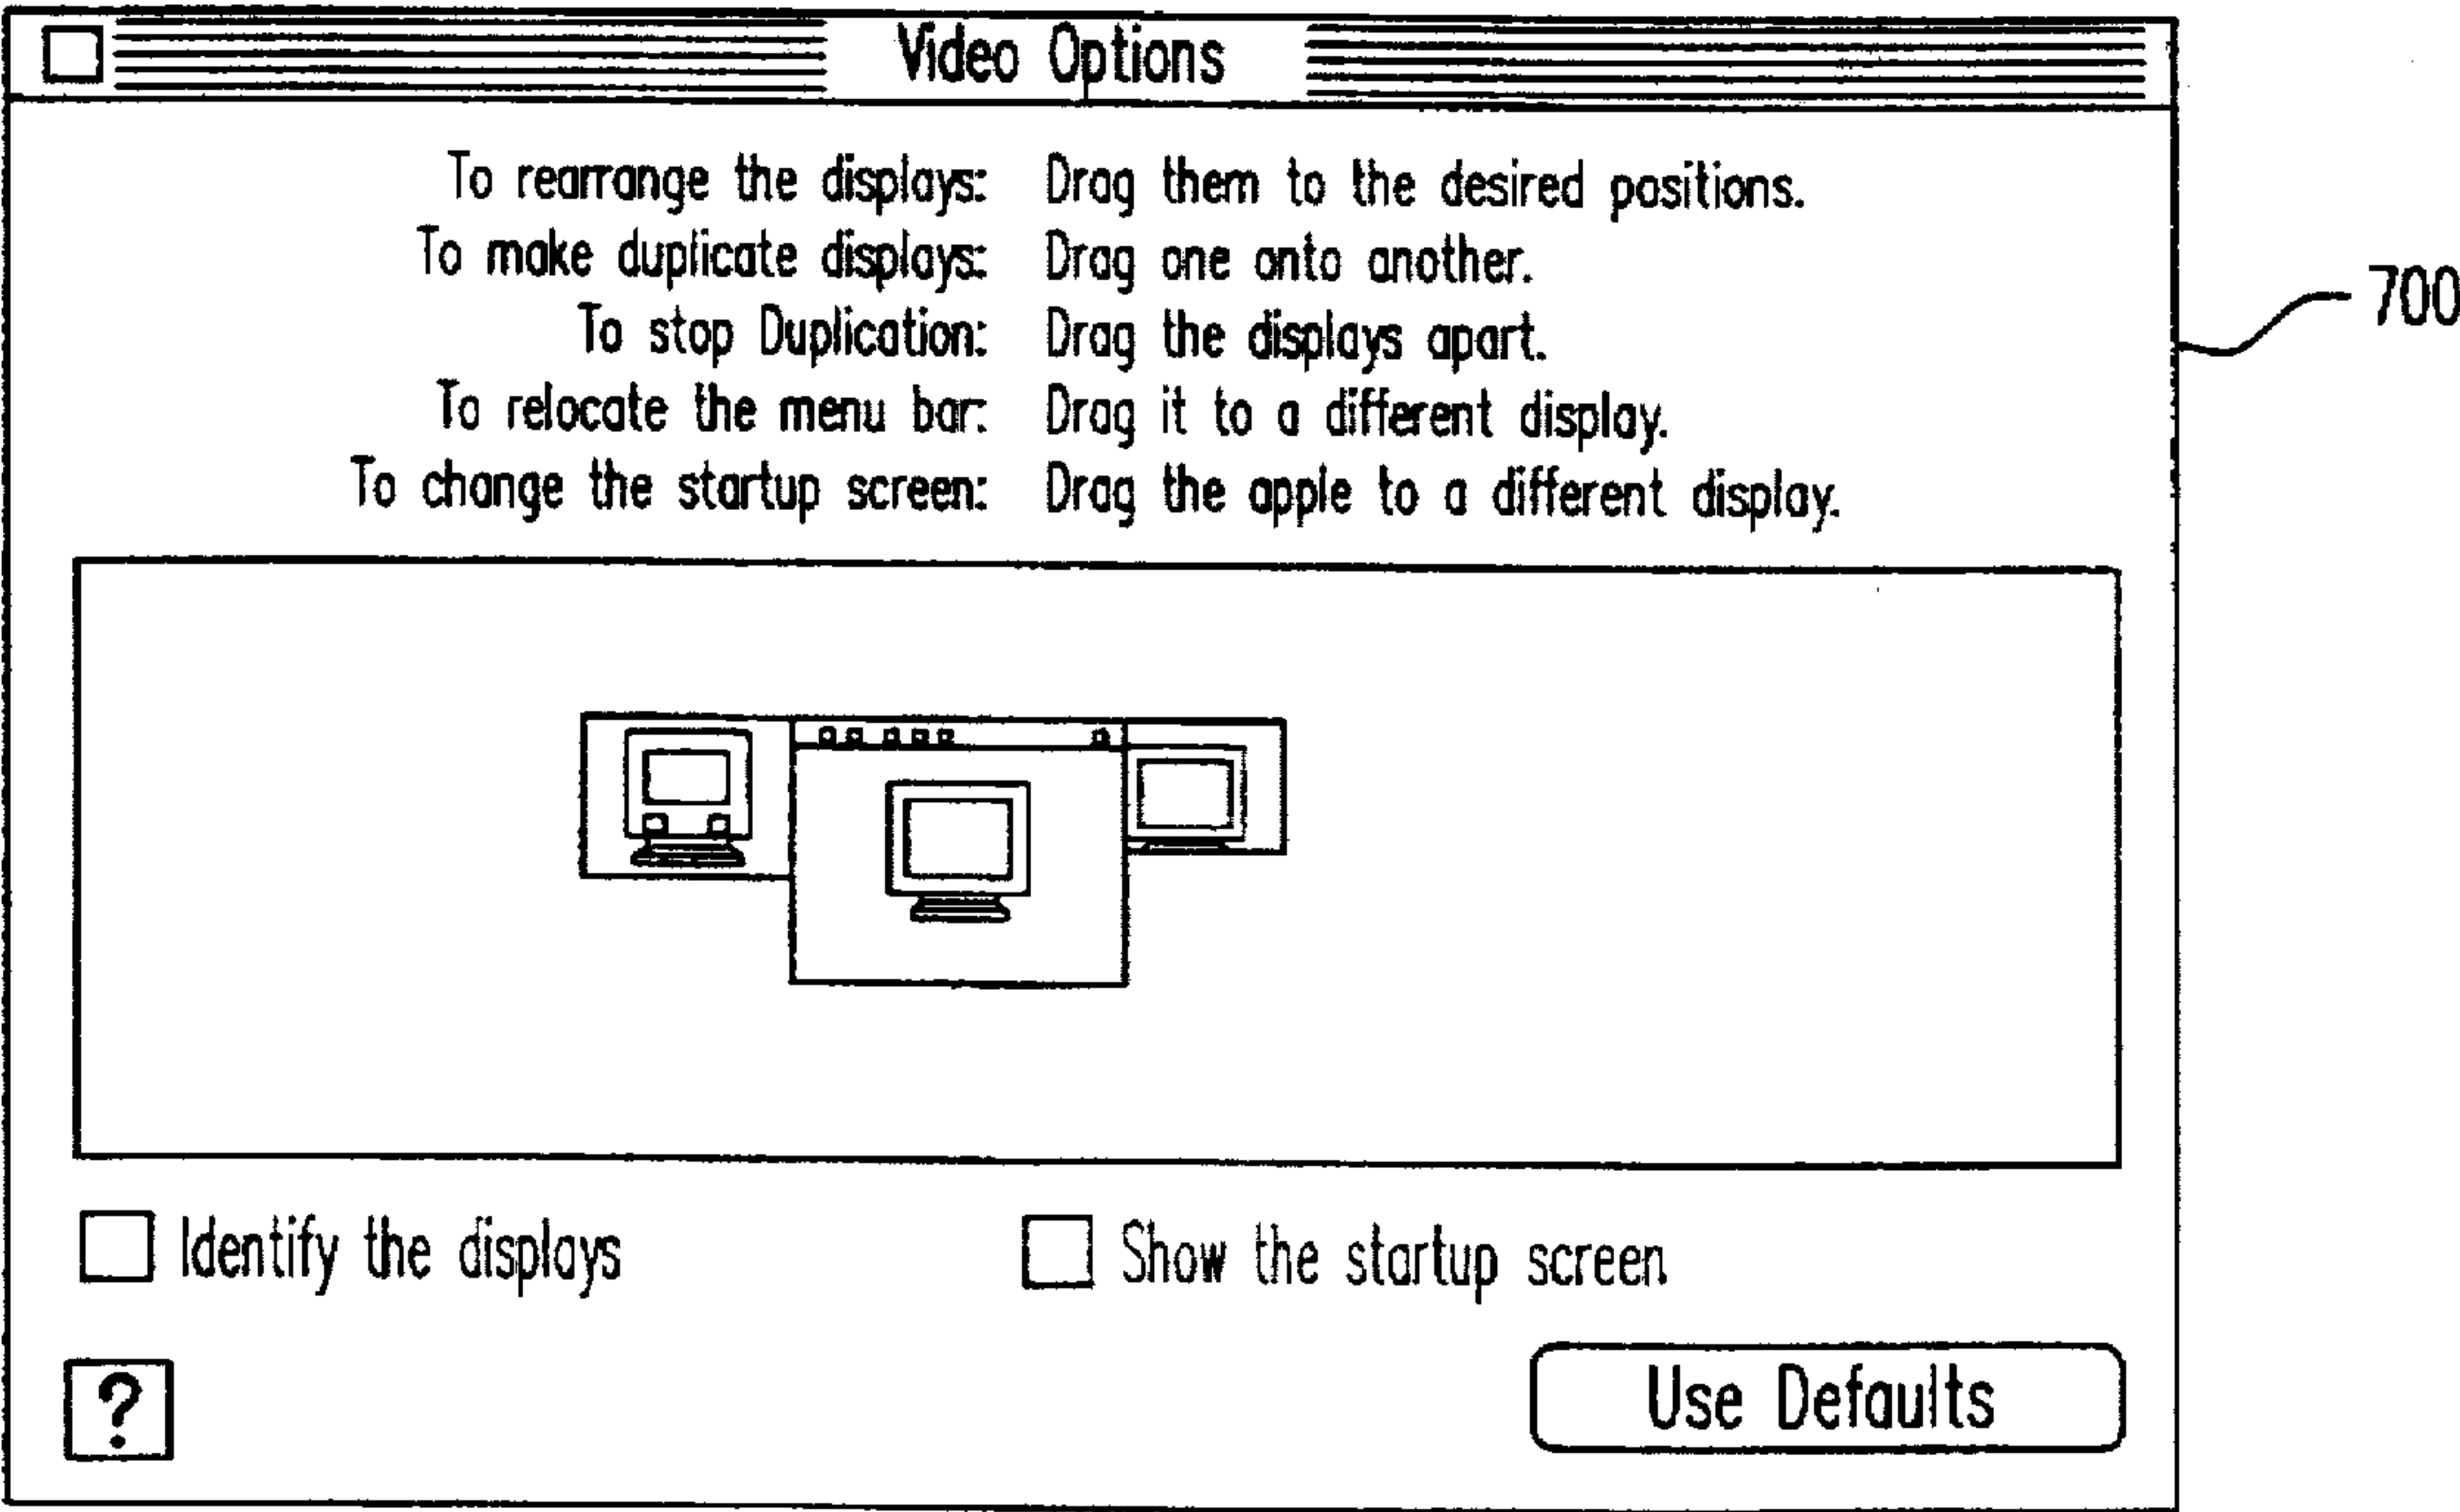 Video Options
To rearrange the displays: Drag them to the desired positions.
To make duplicate displays: Drag one onto another.
To stop Duplication: Drag the displays apart.
To relocate the menu bar: Drag it to a different display.
To change the startup screen: Drag the apple to a different display.
700
Identify the displays Show the startup screen
? Use Defaults